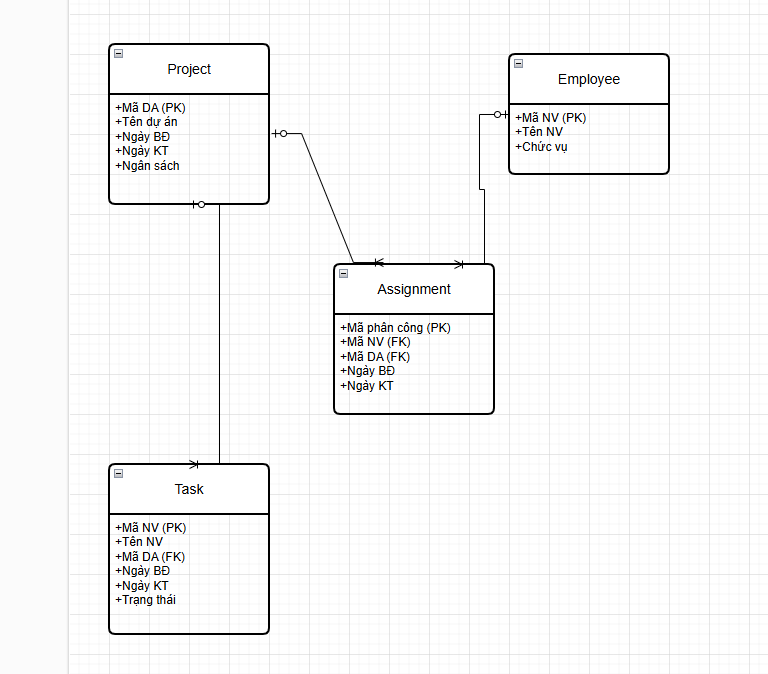 Project
+Mã DA (PK)
+Tên dự án
+Ngày BĐ
+Ngày KT
+Ngân sách
Employee
+Mã NV (PK)
+Tên NV
+Chức vụ
Assignment
+Mã phân công (PK)
+Mã NV (FK)
+Mã DA (FK)
+Ngày BĐ
+Ngày KT
Task
+Mã NV (PK)
+Tên NV
+Mã DA (FK)
+Ngày BĐ
+Ngày KT
+Trạng thái